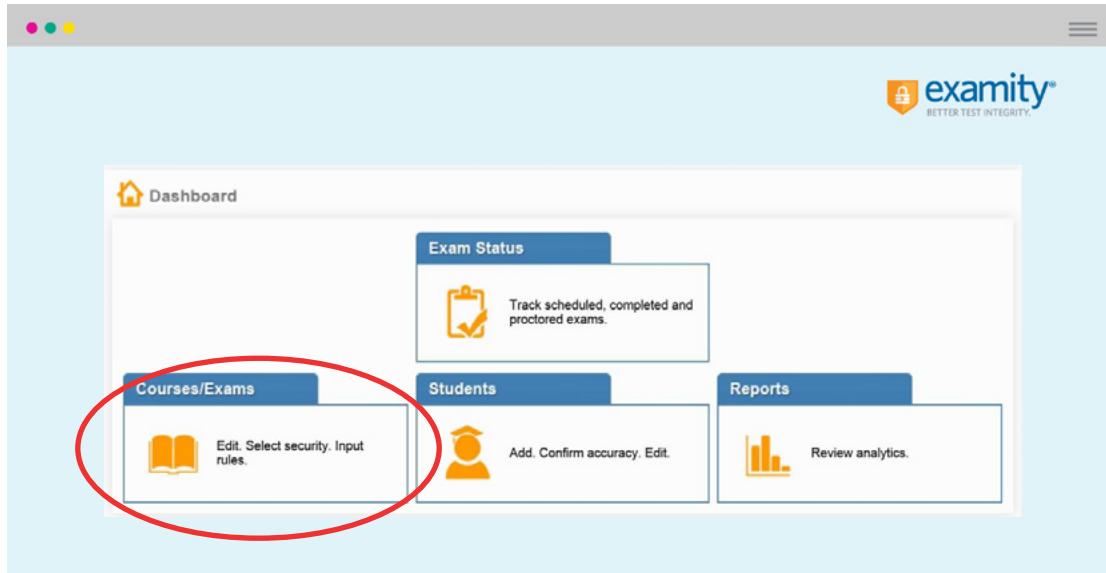 examity®
BETTER TEST INTEGRITY.
Dashboard
Exam Status
Track scheduled, completed and
proctored exams.
Courses/Exams
Edit. Select security. Input
rules.
Students
Add. Confirm accuracy. Edit.
Reports
Review analytics.